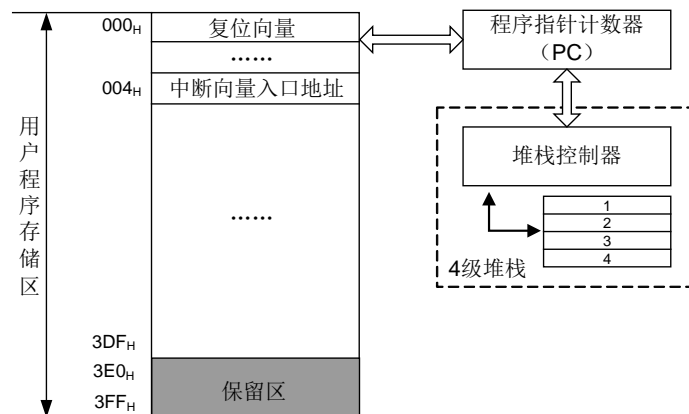 000H
复位向量
……
004H
中断向量入口地址
……
用户程序存储区
3DFH
3E0H
保留区
3FFH
程序指针计数器
（PC）
堆栈控制器
1
2
3
4
4级堆栈